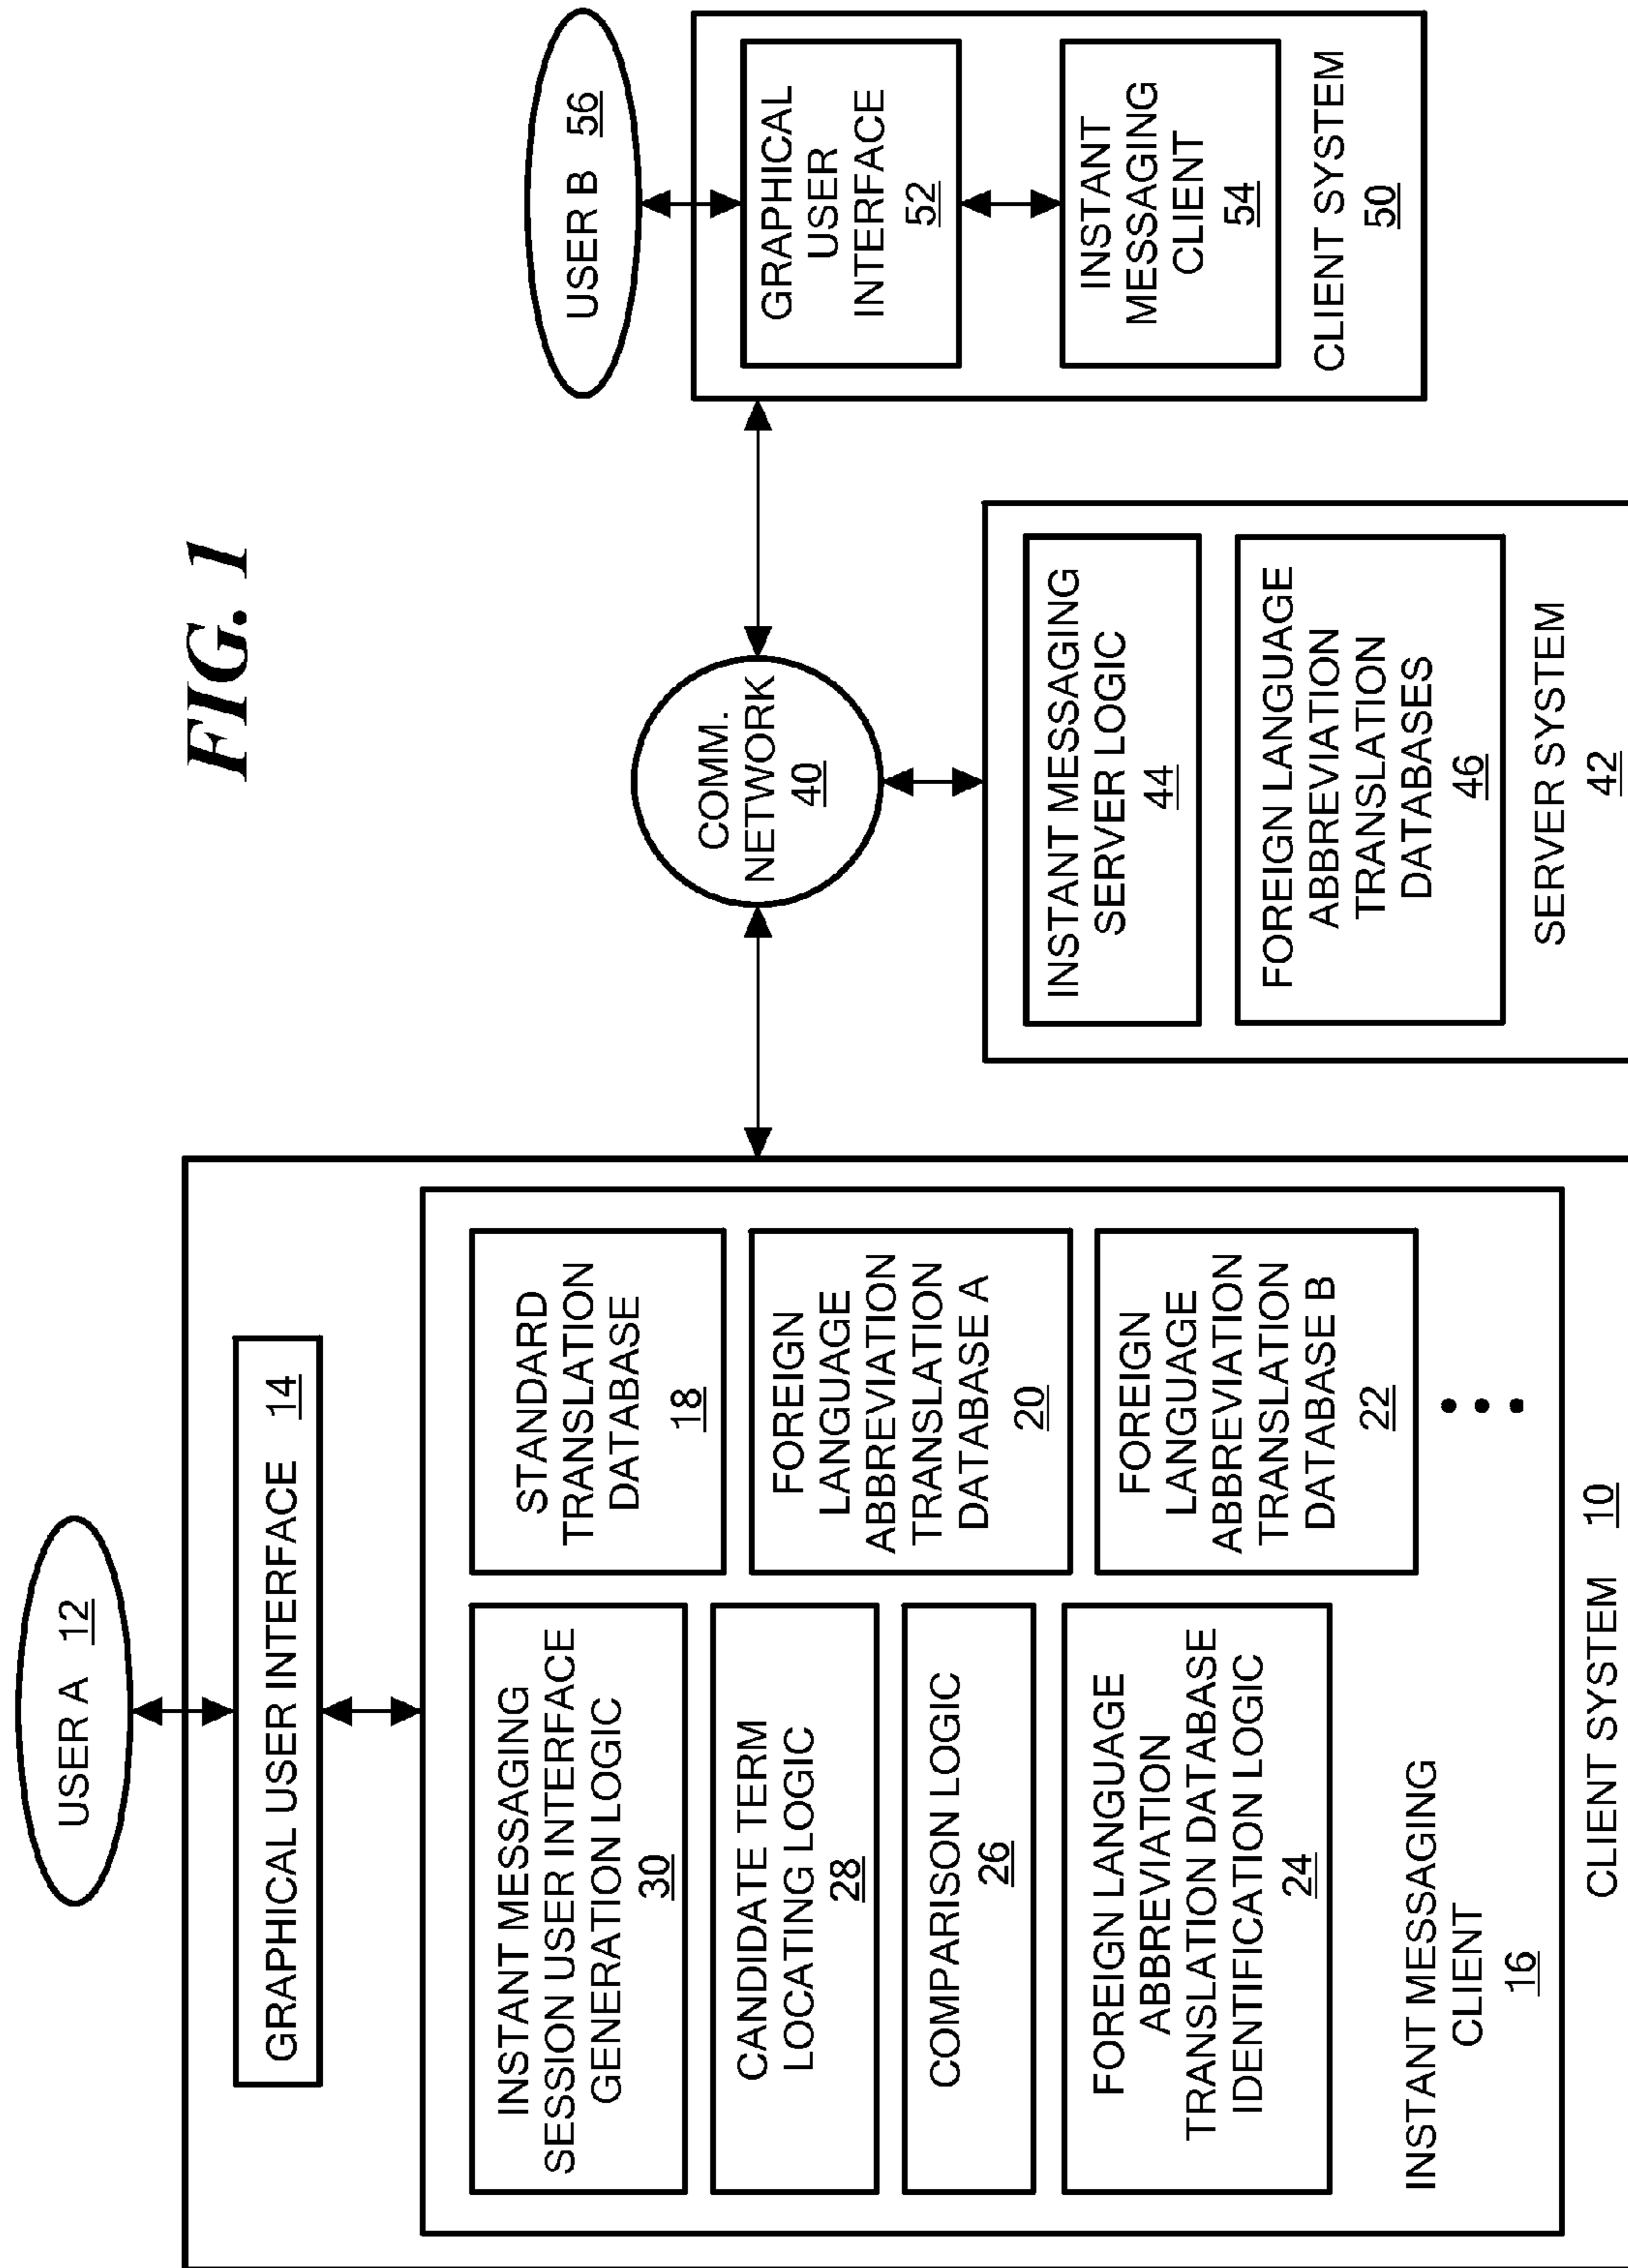 FIG. 1
USER A 12
GRAPHICAL USER INTERFACE 14
INSTANT MESSAGING
SESSION USER INTERFACE
GENERATION LOGIC
30
CANDIDATE TERM
LOCATING LOGIC
28
COMPARISON LOGIC
26
FOREIGN LANGUAGE
ABBREVIATION
TRANSLATION DATABASE
IDENTIFICATION LOGIC
24
STANDARD
TRANSLATION
DATABASE
18
FOREIGN
LANGUAGE
ABBREVIATION
TRANSLATION
DATABASE A
20
FOREIGN
LANGUAGE
ABBREVIATION
TRANSLATION
DATABASE B
22
INSTANT MESSAGING
CLIENT
16
CLIENT SYSTEM 10
COMM.
NETWORK
40
INSTANT MESSAGING
SERVER LOGIC
44
FOREIGN LANGUAGE
ABBREVIATION
TRANSLATION
DATABASES
46
SERVER SYSTEM
42
USER B 56
GRAPHICAL
USER
INTERFACE
52
INSTANT
MESSAGING
CLIENT
54
CLIENT SYSTEM
50